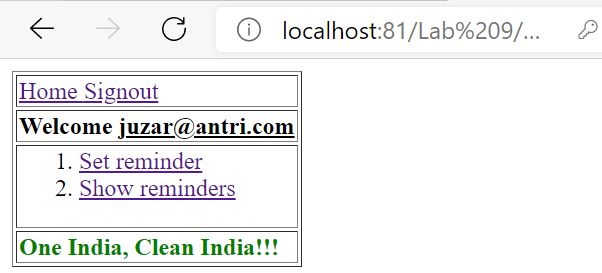 localhost:81/Lab%209/...
Home Signout
Welcome juzar@antri.com
1. Set reminder
2. Show reminders
One India, Clean India!!!